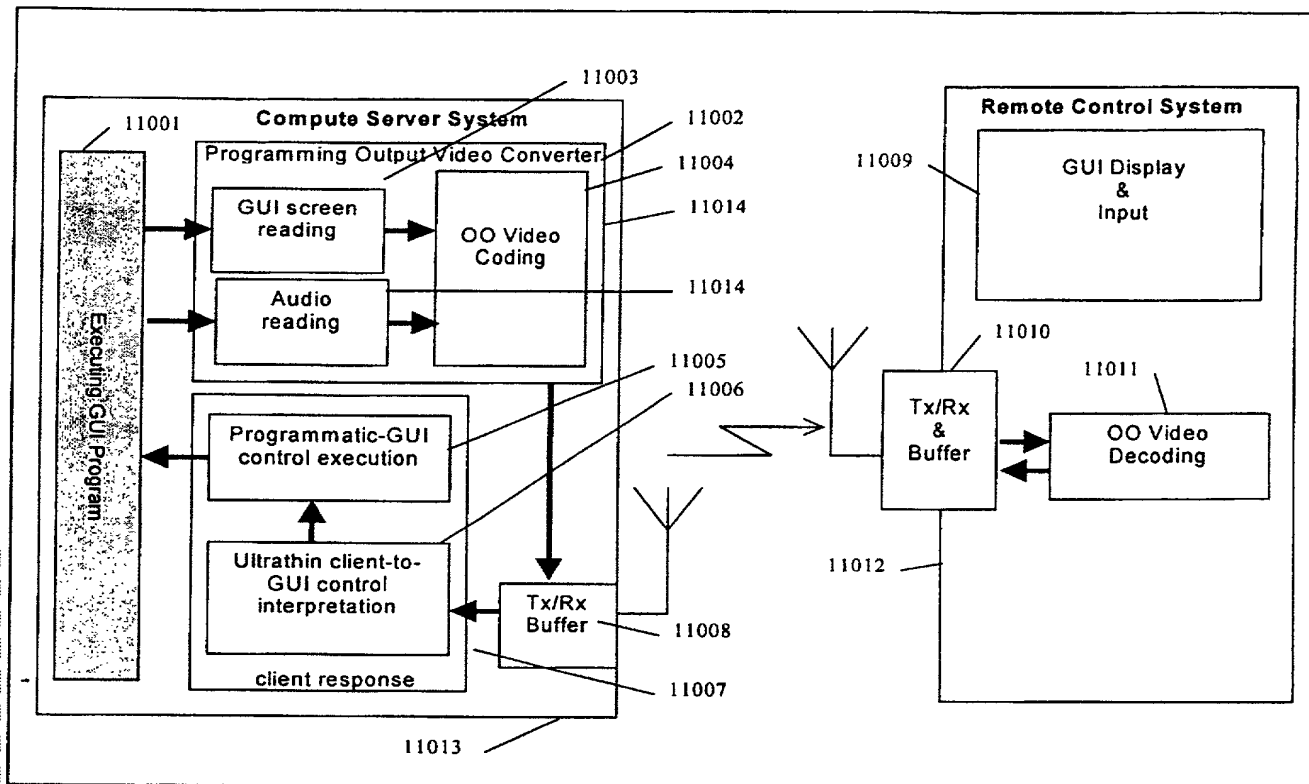 11003
11001
Compute Server System
11002
Programming Output Video Converter
11004
GUI screen
reading
OO Video
Coding
11014
Audio
reading
11014
Executing GUI Program
11005
11006
Programmatic-GUI
control execution
Ultrathin client-to-
GUI control
interpretation
Tx/Rx
Buffer
11008
client response
11007
11013
Remote Control System
11009
GUI Display
&
Input
11010
11011
Tx/Rx
&
Buffer
OO Video
Decoding
11012